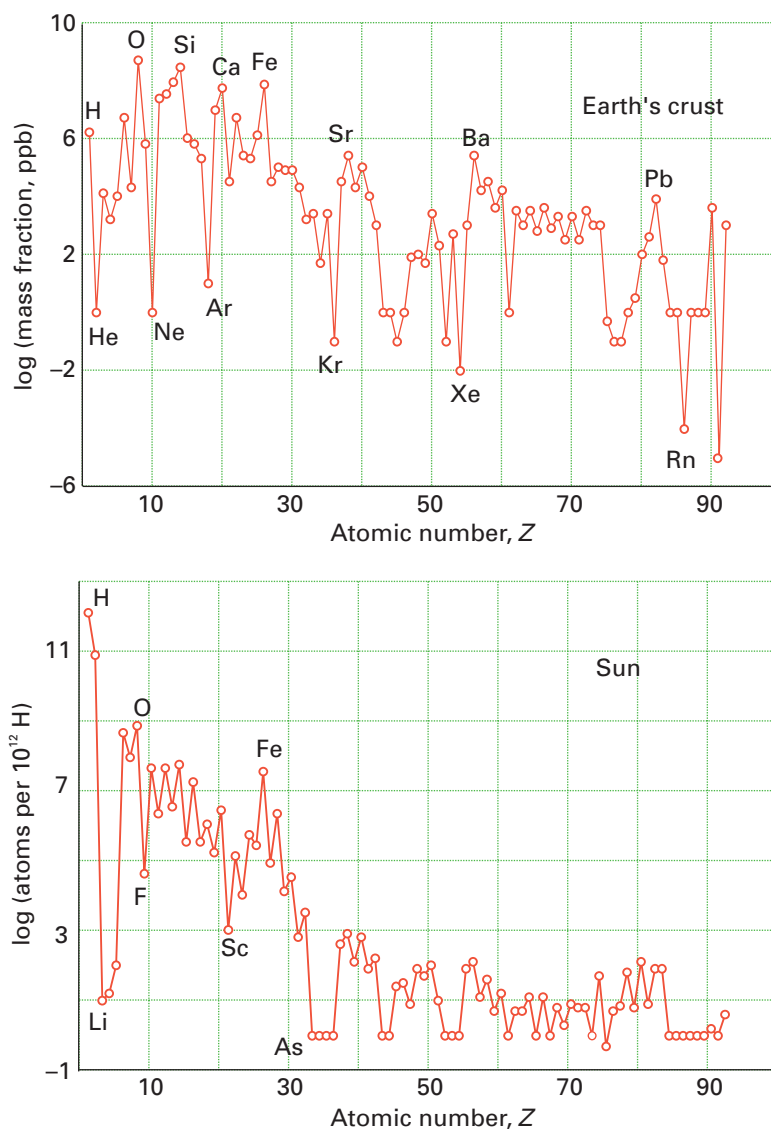 10
O
Si
Ca
Fe
H
Earth's crust
6
Sr
Ba
Pb
log (mass fraction, ppb)
2
He
Ne
Ar
Kr
Xe
–2
Rn
–6
10
30
50
70
90
Atomic number, Z
H
11
Sun
O
Fe
7
log (atoms per 10¹² H)
F
3
Sc
Li
As
–1
10
30
50
70
90
Atomic number, Z